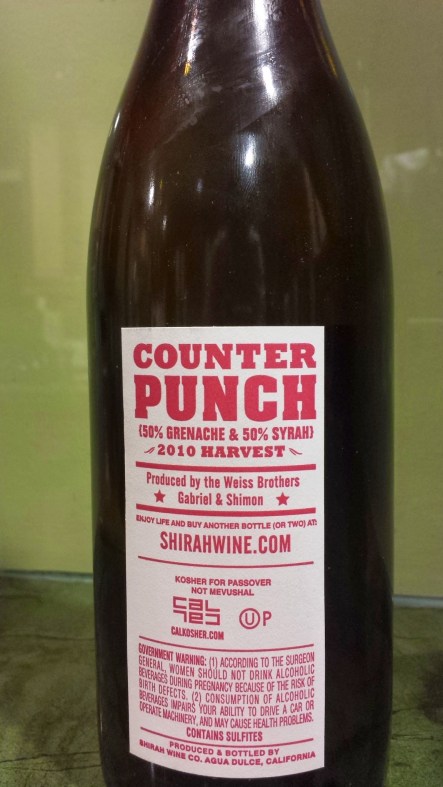 COUNTER
PUNCH
{50% GRENACHE & 50% SYRAH}
2010 HARVEST
Produced by the Weiss Brothers
★ Gabriel & Shimon ★
ENJOY LIFE AND BUY ANOTHER BOTTLE (OR TWO) AT:
SHIRAHWINE.COM
KOSHER FOR PASSOVER
NOT MEVUSHAL
CALKOSHER.COM
U P
GOVERNMENT WARNING: (1) ACCORDING TO THE SURGEON
GENERAL, WOMEN SHOULD NOT DRINK ALCOHOLIC
BEVERAGES DURING PREGNANCY BECAUSE OF THE RISK OF
BIRTH DEFECTS. (2) CONSUMPTION OF ALCOHOLIC
BEVERAGES IMPAIRS YOUR ABILITY TO DRIVE A CAR OR
OPERATE MACHINERY, AND MAY CAUSE HEALTH PROBLEMS.
CONTAINS SULFITES
PRODUCED & BOTTLED BY
SHIRAH WINE CO. AGUA DULCE, CALIFORNIA